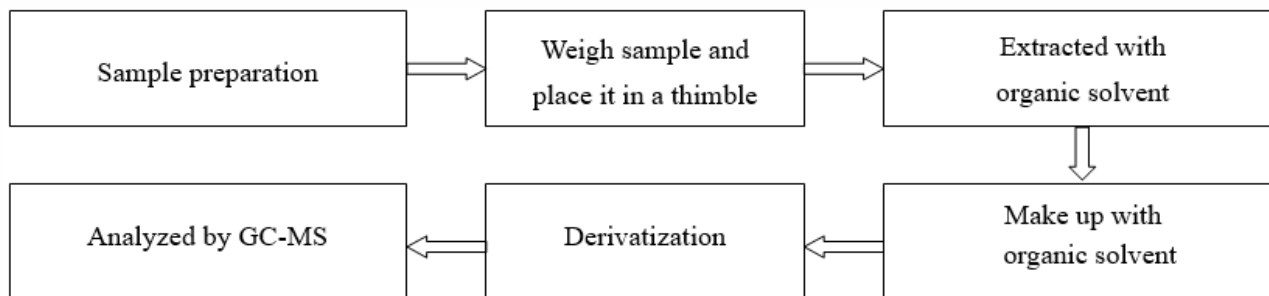 Sample preparation
Weigh sample and
place it in a thimble
Extracted with
organic solvent
Make up with
organic solvent
Derivatization
Analyzed by GC-MS